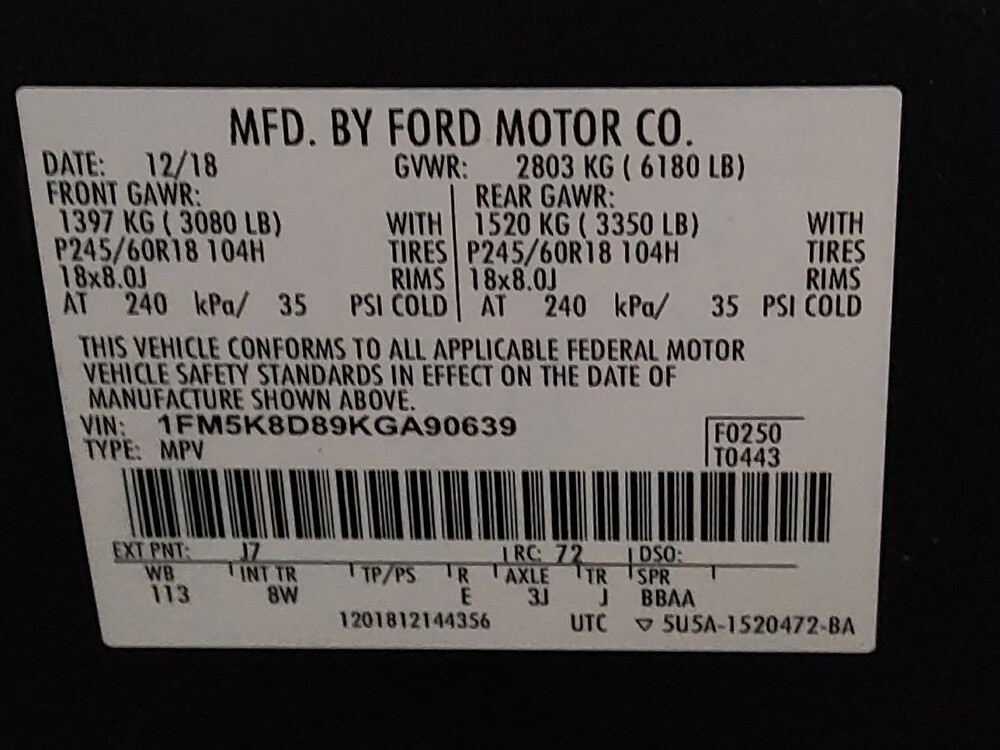 MFD. BY FORD MOTOR CO.
DATE: 12/18 GVWR: 2803 KG ( 6180 LB)
FRONT GAWR: REAR GAWR:
1397 KG ( 3080 LB) WITH 1520 KG ( 3350 LB) WITH
P245/60R18 104H TIRES P245/60R18 104H TIRES
18x8.0J RIMS 18x8.0J RIMS
AT 240 kPa/ 35 PSI COLD AT 240 kPa/ 35 PSI COLD
THIS VEHICLE CONFORMS TO ALL APPLICABLE FEDERAL MOTOR
VEHICLE SAFETY STANDARDS IN EFFECT ON THE DATE OF
MANUFACTURE SHOWN ABOVE.
VIN: 1FM5K8D89KGA90639
F0250
TYPE: MPV T0443
EXT PNT: J7 RC: 72 DSO:
WB INT TR TP/PS R AXLE TR SPR
113 8W E 3J J BBAA
1201812144356 UTC ▽ 5U5A-1520472-BA